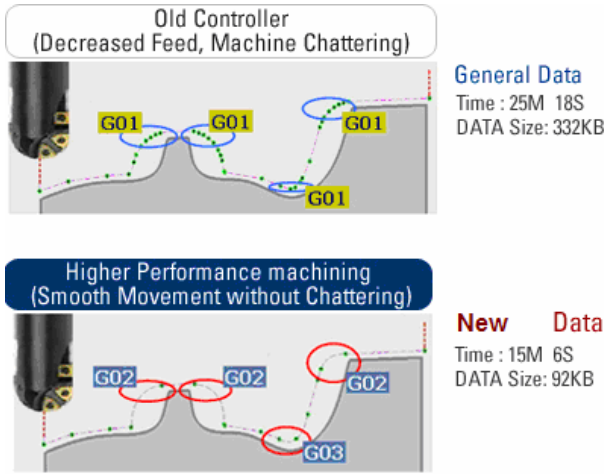 Old Controller
(Decreased Feed, Machine Chattering)
General Data
Time : 25M 18S
DATA Size: 332KB
G01
G01
G01
G01
Higher Performance machining
(Smooth Movement without Chattering)
New Data
Time : 15M 6S
DATA Size: 92KB
G02
G02
G02
G03